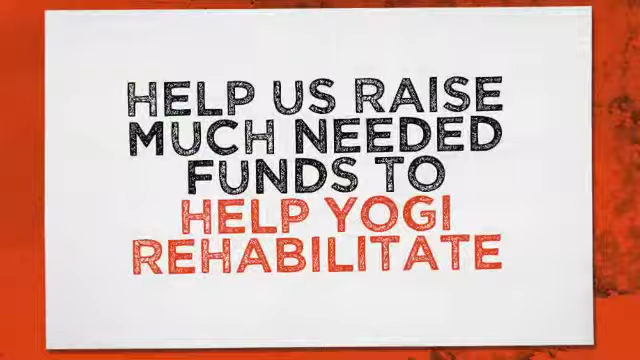 HELP US RAISE
MUCH NEEDED
FUNDS TO
HELP YOGI
REHABILITATE